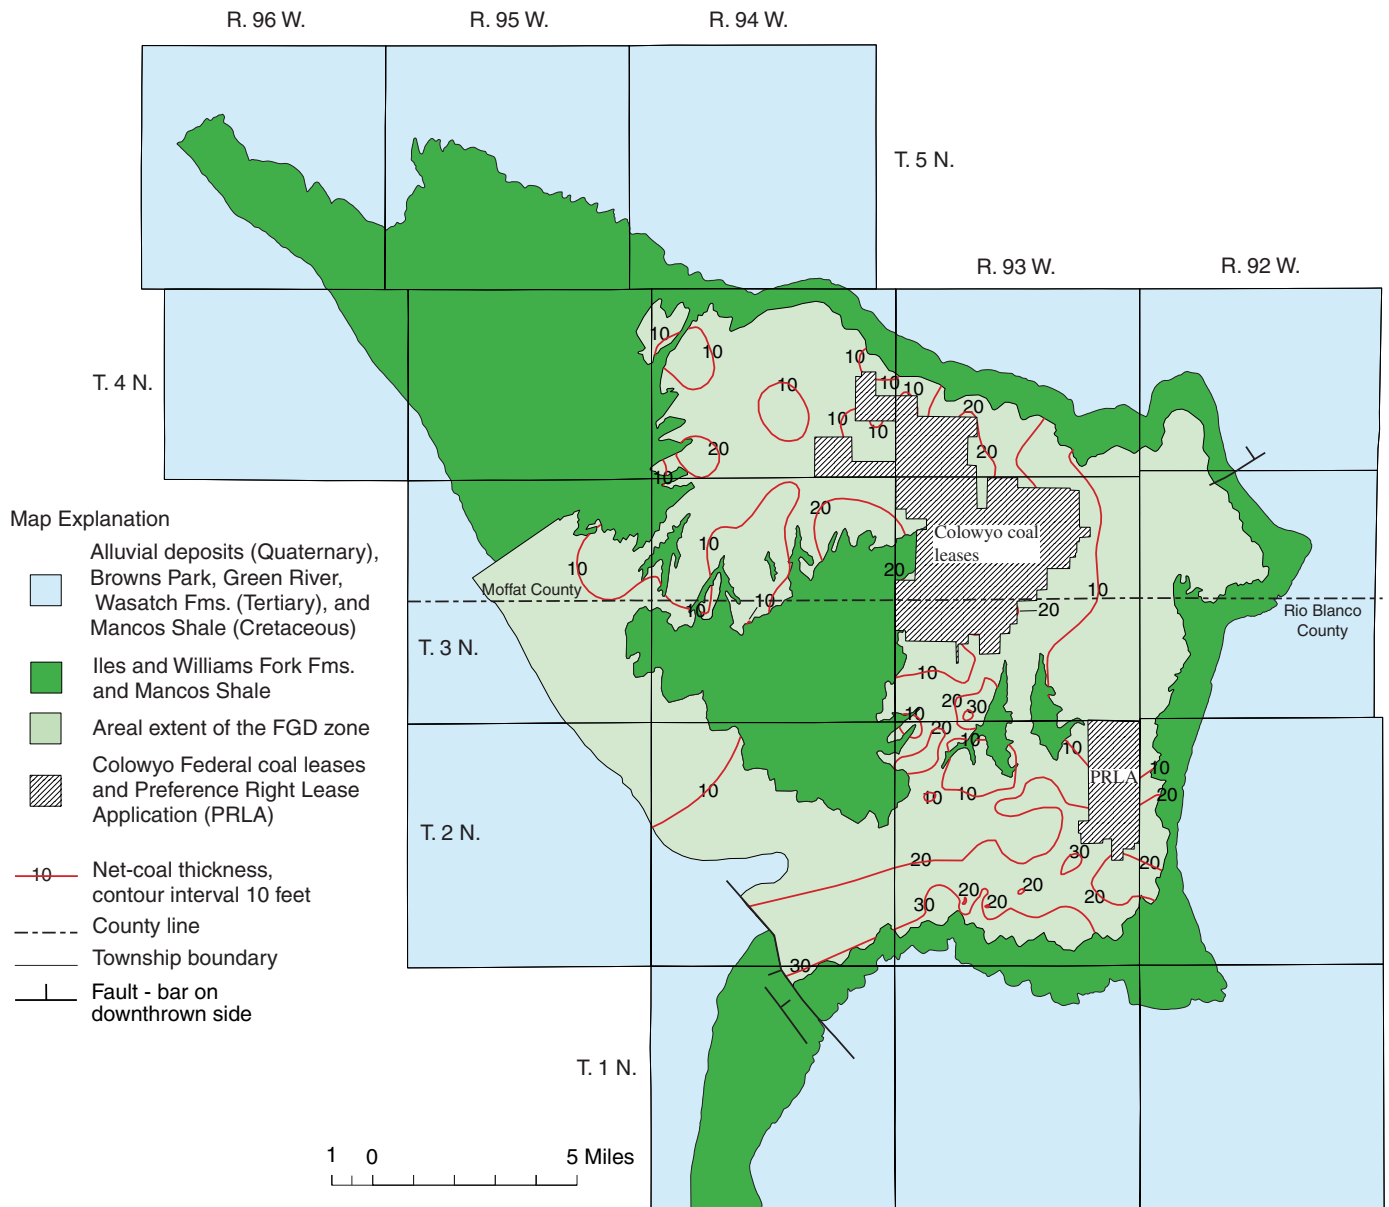 R. 96 W.
R. 95 W.
R. 94 W.
T. 5 N.
R. 93 W.
R. 92 W.
T. 4 N.
10
10
10
10
10
10
20
10
10
20
20
10
20
20
Colowyo coal
leases
10
10
20
Moffat County
10
10
10
20
Rio Blanco
County
T. 3 N.
10
20
30
10
20
10
10
10
PRLA
10
20
10
10
T. 2 N.
20
30
20
20
20
20
30
20
30
T. 1 N.
Map Explanation
Alluvial deposits (Quaternary),
Browns Park, Green River,
Wasatch Fms. (Tertiary), and
Mancos Shale (Cretaceous)
Iles and Williams Fork Fms.
and Mancos Shale
Areal extent of the FGD zone
Colowyo Federal coal leases
and Preference Right Lease
Application (PRLA)
10
Net-coal thickness,
contour interval 10 feet
County line
Township boundary
Fault - bar on
downthrown side
1 0 5 Miles